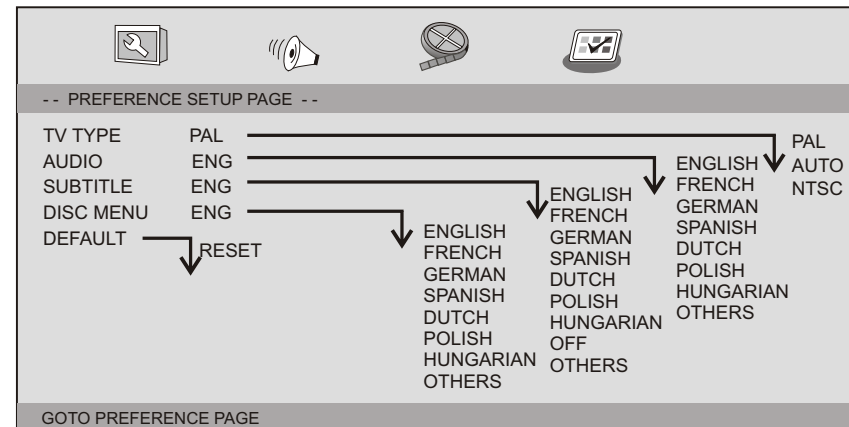 - - PREFERENCE SETUP PAGE - -
TV TYPE PAL
AUDIO ENG
SUBTITLE ENG
DISC MENU ENG
DEFAULT
RESET
ENGLISH
FRENCH
GERMAN
SPANISH
DUTCH
POLISH
HUNGARIAN
OTHERS
ENGLISH
FRENCH
GERMAN
SPANISH
DUTCH
POLISH
HUNGARIAN
OFF
OTHERS
ENGLISH
FRENCH
GERMAN
SPANISH
DUTCH
POLISH
HUNGARIAN
OTHERS
PAL
AUTO
NTSC
GOTO PREFERENCE PAGE